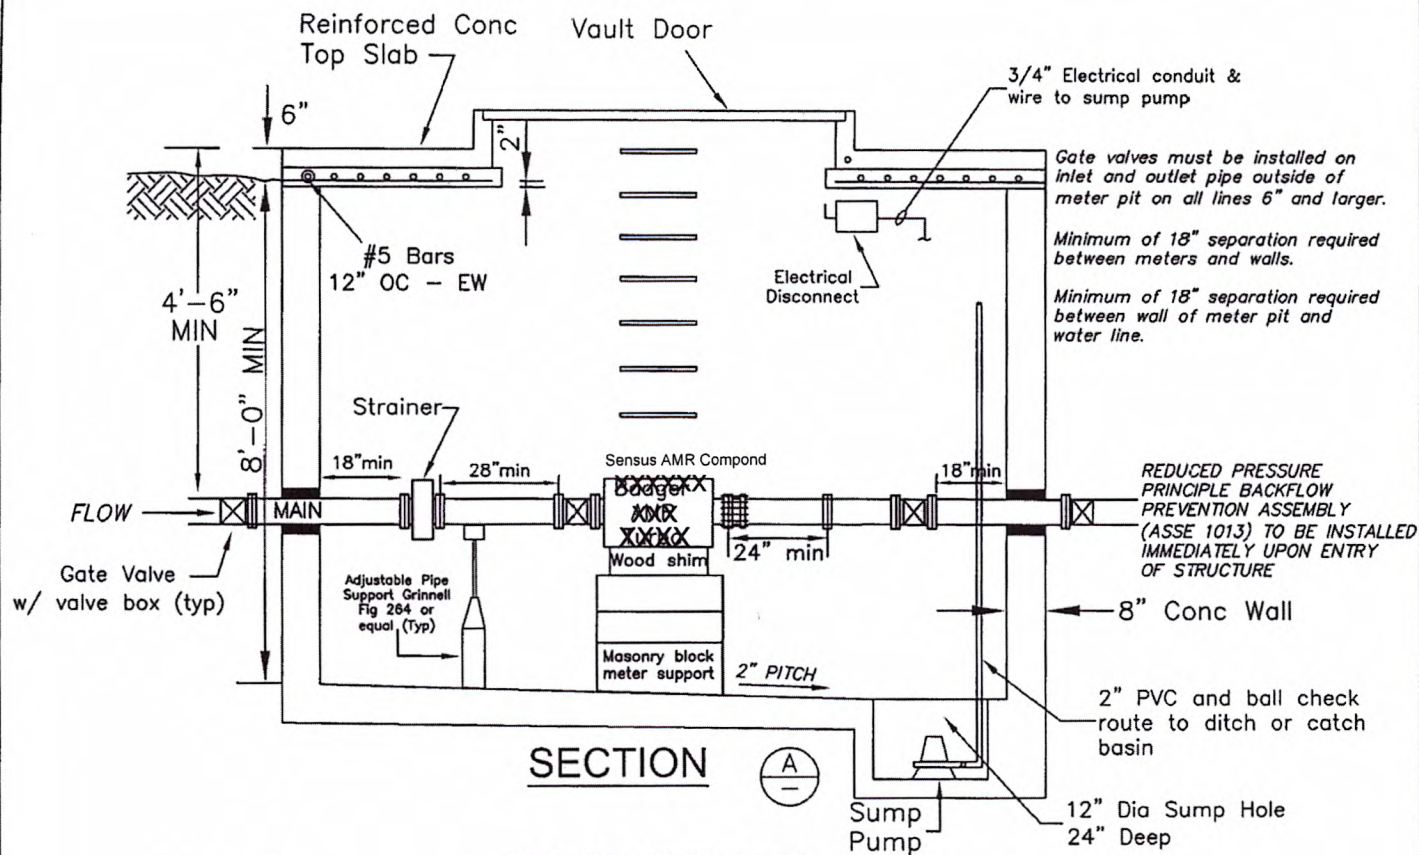 Reinforced Conc
Top Slab
Vault Door
3/4" Electrical conduit &
wire to sump pump
6"
2"
Gate valves must be installed on
inlet and outlet pipe outside of
meter pit on all lines 6" and larger.
Minimum of 18" separation required
between meters and walls.
Minimum of 18" separation required
between wall of meter pit and
water line.
#5 Bars
12" OC - EW
Electrical
Disconnect
4'-6"
MIN
8'-0" MIN
Strainer
18"min
28"min
Sensus AMR Compond
XXXXXX
Badger
AMR
Turbo
Wood shim
24" min
18"min
REDUCED PRESSURE
PRINCIPLE BACKFLOW
PREVENTION ASSEMBLY
(ASSE 1013) TO BE INSTALLED
IMMEDIATELY UPON ENTRY
OF STRUCTURE
FLOW
MAIN
Gate Valve
w/ valve box (typ)
Adjustable Pipe
Support Grinnell
Fig 264 or
equal (Typ)
Masonry block
meter support
2" PITCH
8" Conc Wall
2" PVC and ball check
route to ditch or catch
basin
SECTION
A
-
Sump
Pump
12" Dia Sump Hole
24" Deep